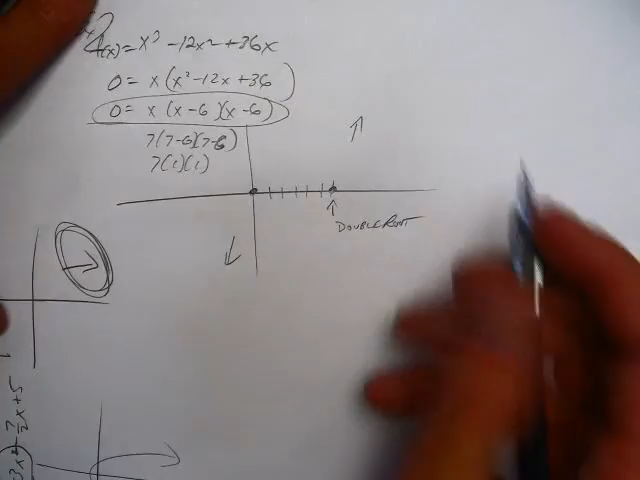 f(x) = x³ - 12x² + 36x
0 = x(x² - 12x + 36)
0 = x(x - 6)(x - 6)
7(7-6)(7-6)
7(1)(1)
DOUBLE ROOT